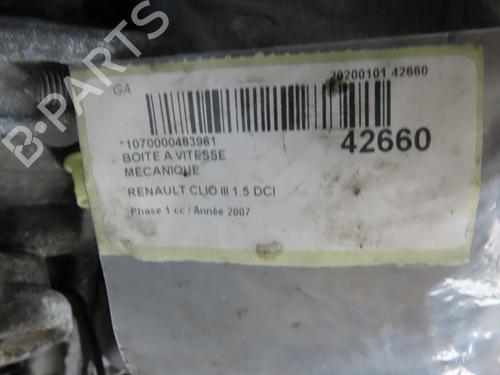 GA
20200101 42660
*1070000483961
42660
BOITE A VITESSE
MECANIQUE
RENAULT CLIO III 1.5 DCI
Phase 1 cc / Année 2007
B-PARTS